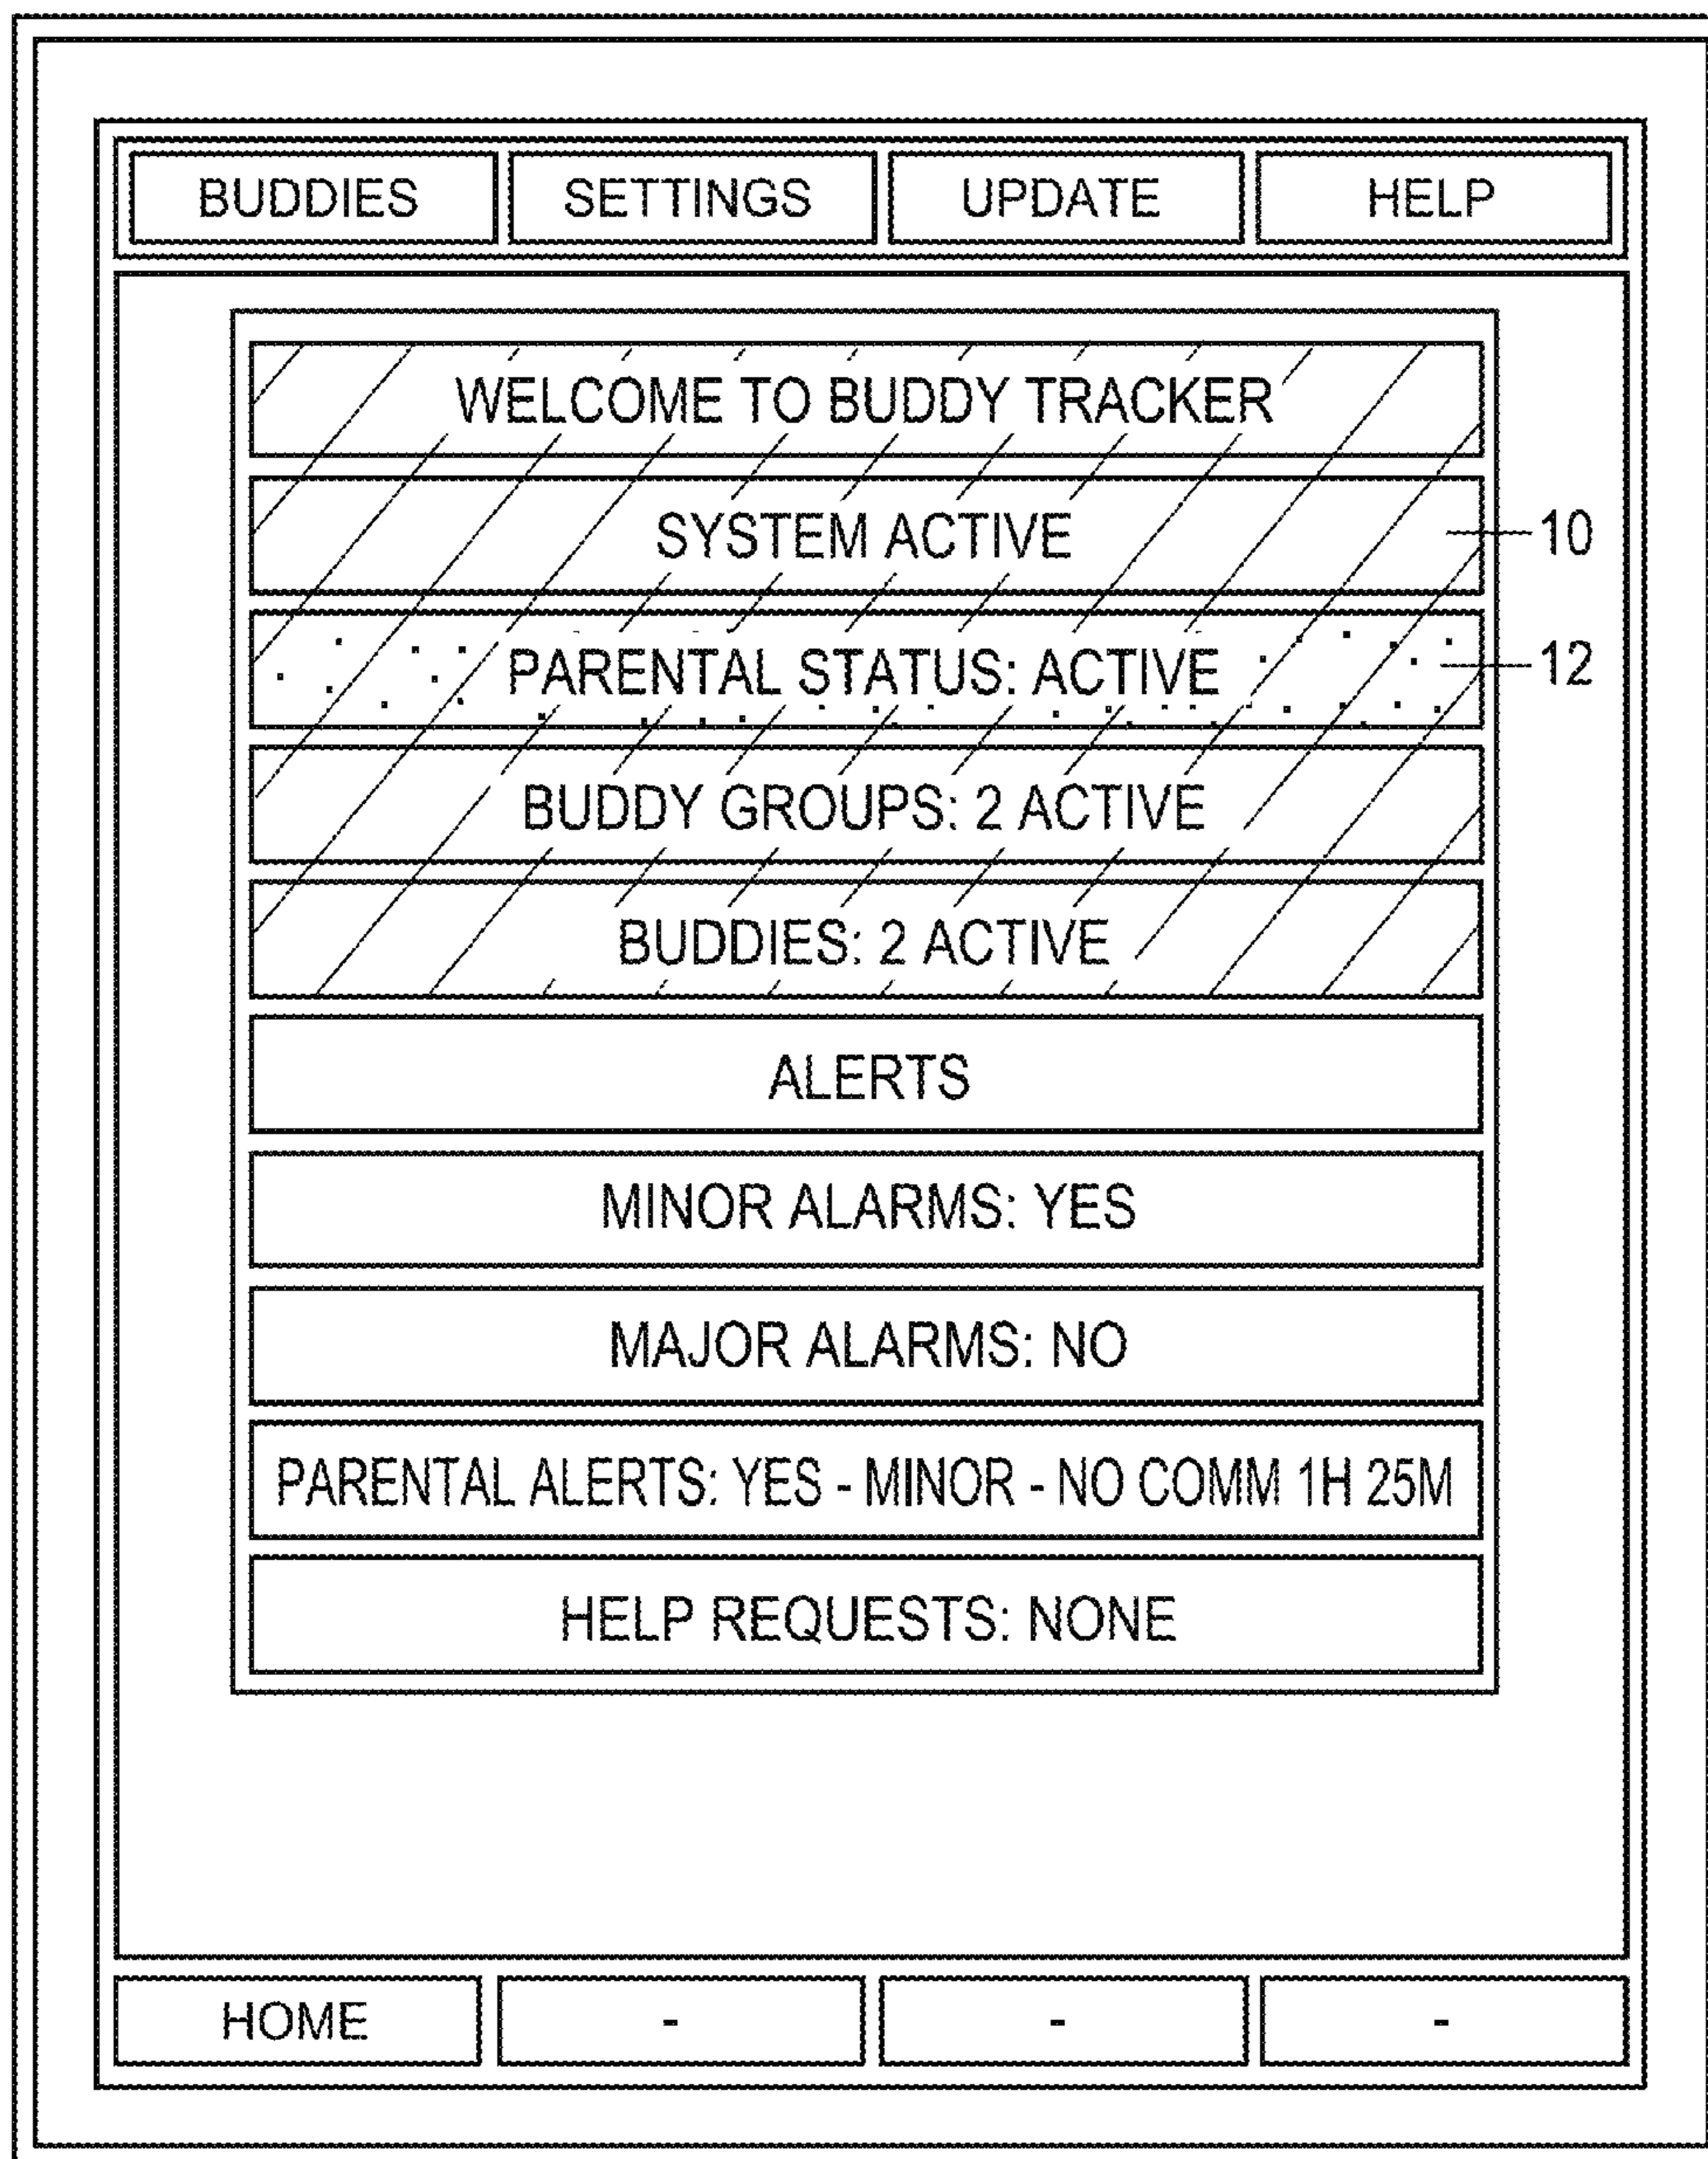 BUDDIES SETTINGS UPDATE HELP
WELCOME TO BUDDY TRACKER
SYSTEM ACTIVE
10
PARENTAL STATUS: ACTIVE
12
BUDDY GROUPS: 2 ACTIVE
BUDDIES: 2 ACTIVE
ALERTS
MINOR ALARMS: YES
MAJOR ALARMS: NO
PARENTAL ALERTS: YES - MINOR - NO COMM 1H 25M
HELP REQUESTS: NONE
HOME - - -